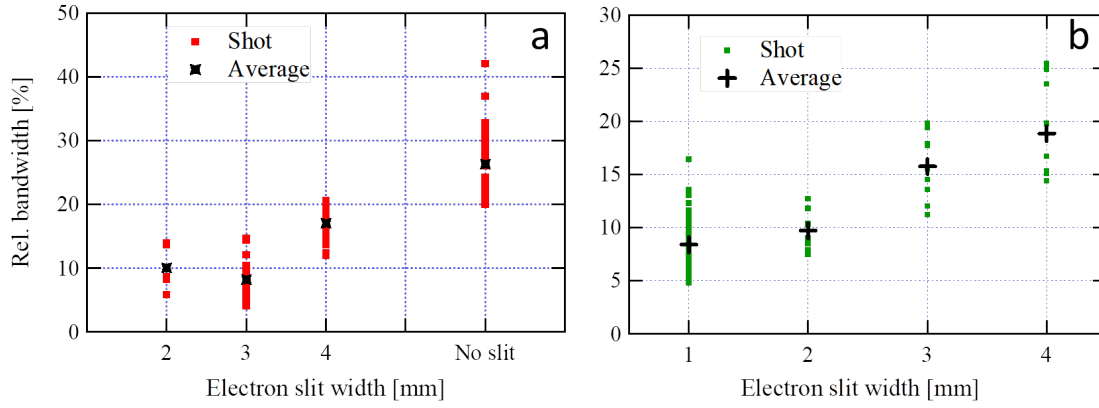 a
Shot
Average
Rel. bandwidth [%]
50
40
30
20
10
0
2 3 4 No slit
Electron slit width [mm]
b
Shot
Average
30
25
20
15
10
5
0
1 2 3 4
Electron slit width [mm]